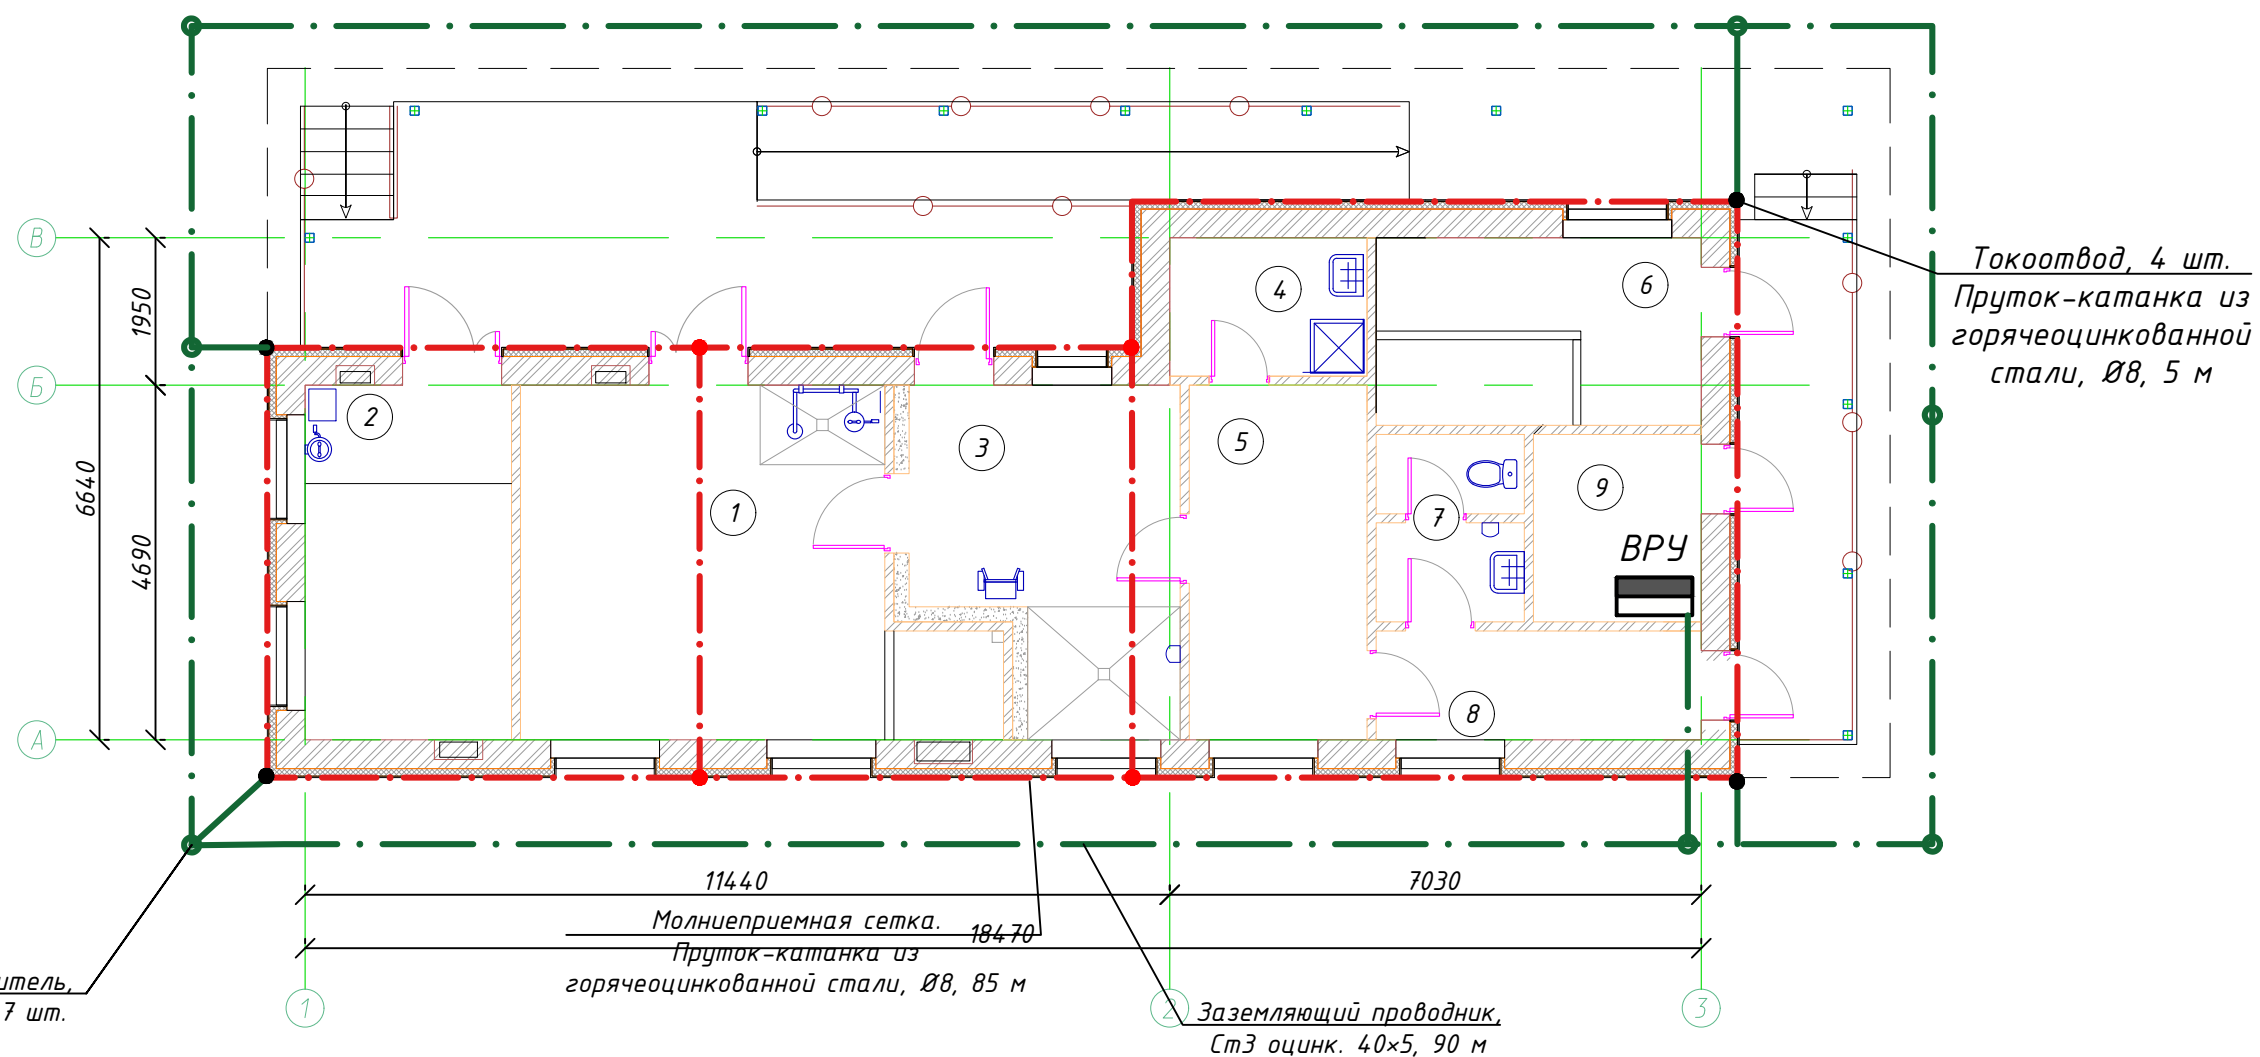 В
Б
А
1950
6640
4690
2
1
3
4
5
6
7
8
9
ВРУ
Токоотвод, 4 шт.
Пруток-катанка из
горячеоцинкованной
стали, Ø8, 5 м
11440
7030
18470
Молниеприемная сетка.
Пруток-катанка из
горячеоцинкованной стали, Ø8, 85 м
итель,
7 шт.
Заземляющий проводник,
Ст3 оцинк. 40×5, 90 м
1
2
3